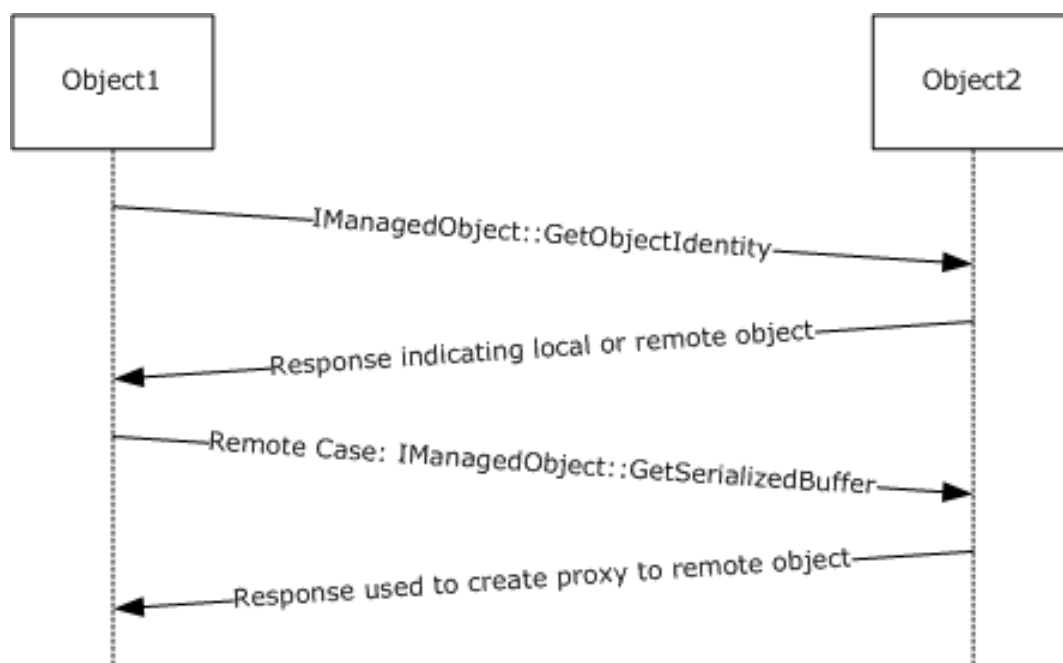 Object1
Object2
IManagedObject::GetObjectIdentity
Response indicating local or remote object
Remote Case: IManagedObject::GetSerializedBuffer
Response used to create proxy to remote object